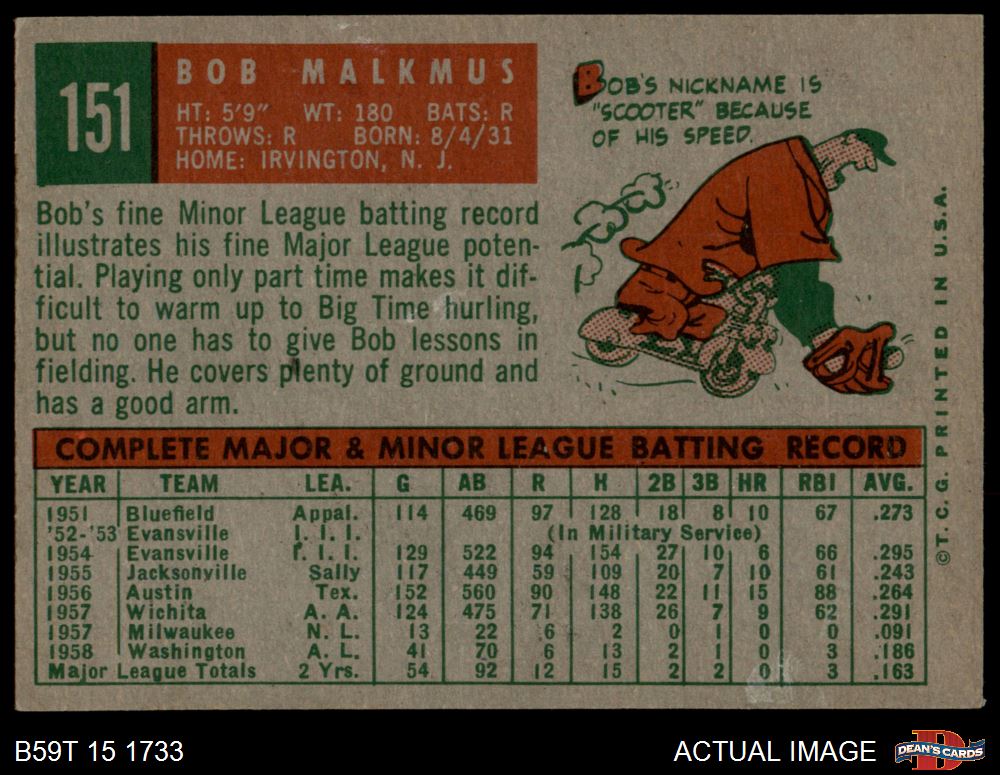 151
BOB MALKMUS
HT: 5'9" WT: 180 BATS: R
THROWS: R BORN: 8/4/31
HOME: IRVINGTON, N. J.
BOB'S NICKNAME IS
"SCOOTER" BECAUSE
OF HIS SPEED.
Bob's fine Minor League batting record
illustrates his fine Major League poten-
tial. Playing only part time makes it dif-
ficult to warm up to Big Time hurling,
but no one has to give Bob lessons in
fielding. He covers plenty of ground and
has a good arm.
©T. C. G. PRINTED IN U.S.A.
COMPLETE MAJOR & MINOR LEAGUE BATTING RECORD
YEAR TEAM LEA. G AB R H 2B 3B HR RBI AVG.
1951 Bluefield Appal. 114 469 97 128 18 8 10 67 .273
'52-'53 Evansville I. I. I. (In Military Service)
1954 Evansville I. I. I. 129 522 94 154 27 10 6 66 .295
1955 Jacksonville Sally 117 449 59 109 20 7 10 61 .243
1956 Austin Tex. 152 560 90 148 22 11 15 88 .264
1957 Wichita A. A. 124 475 71 138 26 7 9 62 .291
1957 Milwaukee N. L. 13 22 6 2 0 1 0 0 .091
1958 Washington A. L. 41 70 6 13 2 1 0 3 .186
Major League Totals 2 Yrs. 54 92 12 15 2 2 0 3 .163
B59T 15 1733
ACTUAL IMAGE
DEAN'S CARDS